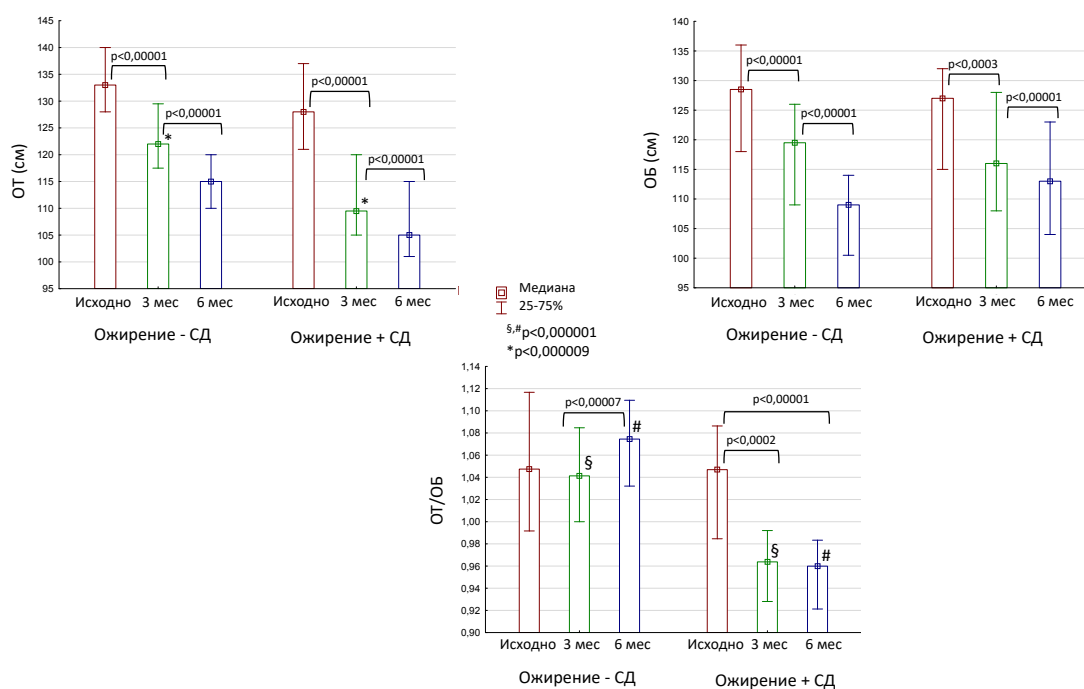 145
140
135
130
125
120
115
110
105
100
95
ОТ (см)
p<0,00001
p<0,00001
*
p<0,00001
p<0,00001
*
Исходно 3 мес 6 мес Исходно 3 мес 6 мес
Ожирение - СД Ожирение + СД
145
140
135
130
125
120
115
110
105
100
95
ОБ (см)
p<0,00001
p<0,00001
p<0,0003
p<0,00001
Исходно 3 мес 6 мес Исходно 3 мес 6 мес
Ожирение - СД Ожирение + СД
Медиана
25-75%
§,#p<0,000001
*p<0,000009
1,14
1,12
1,10
1,08
1,06
1,04
1,02
1,00
0,98
0,96
0,94
0,92
0,90
ОТ/ОБ
p<0,00007
#
§
p<0,00001
p<0,0002
§
#
Исходно 3 мес 6 мес Исходно 3 мес 6 мес
Ожирение - СД Ожирение + СД